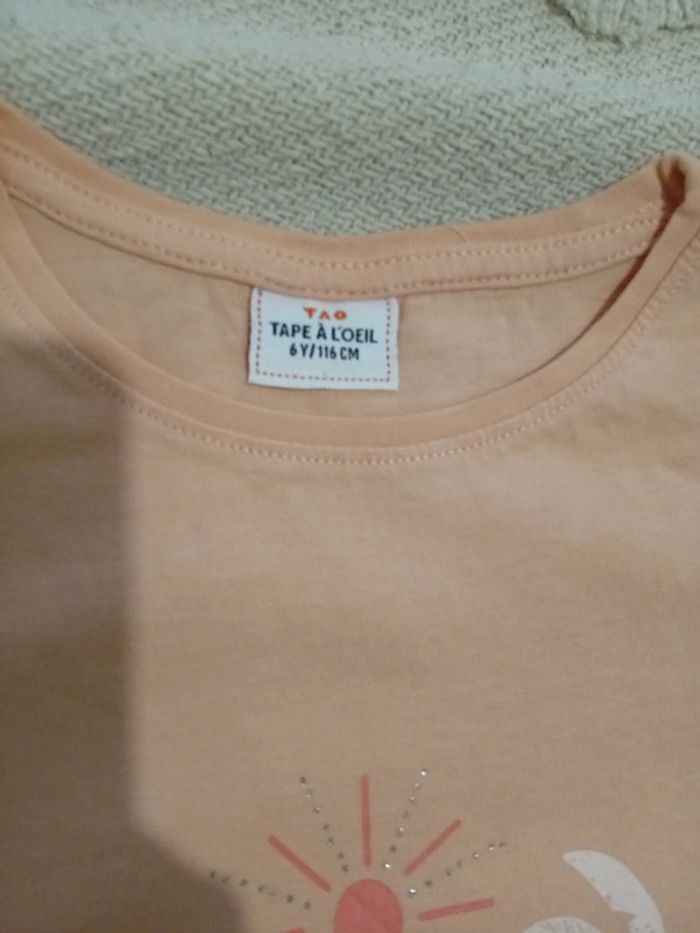 TAO
TAPE À L'OEIL
6Y/116CM